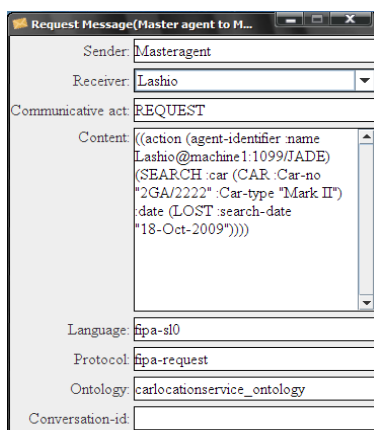 Request Message(Master agent to M...
Sender: Masteragent
Receiver: Lashio
Communicative act: REQUEST
Content: ((action (agent-identifier :name
Lashio@machine1:1099/JADE)
(SEARCH :car (CAR :Car-no
"2GA/2222" :Car-type "Mark II")
:date (LOST :search-date
"18-Oct-2009"))))
Language: fipa-sl0
Protocol: fipa-request
Ontology: carlocationservice_ontology
Conversation-id: